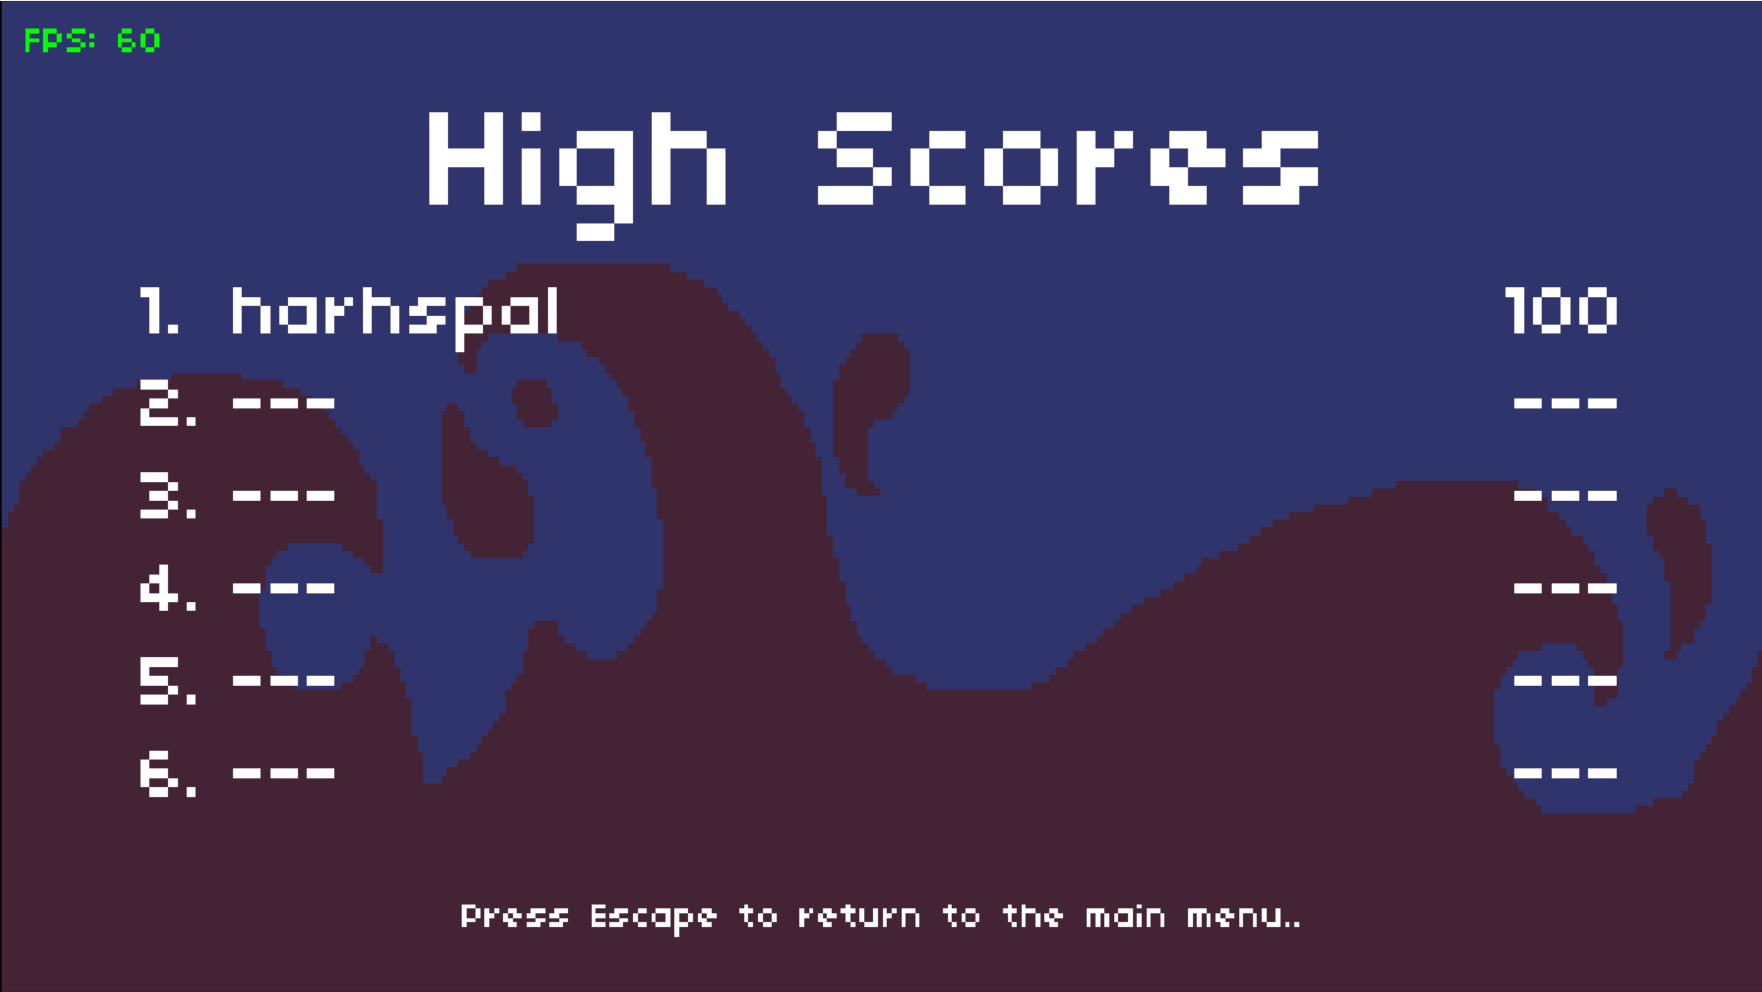 FPS: 60
High Scores
1. harhspal 100
2. --- ---
3. --- ---
4. --- ---
5. --- ---
6. --- ---
Press Escape to return to the main menu..